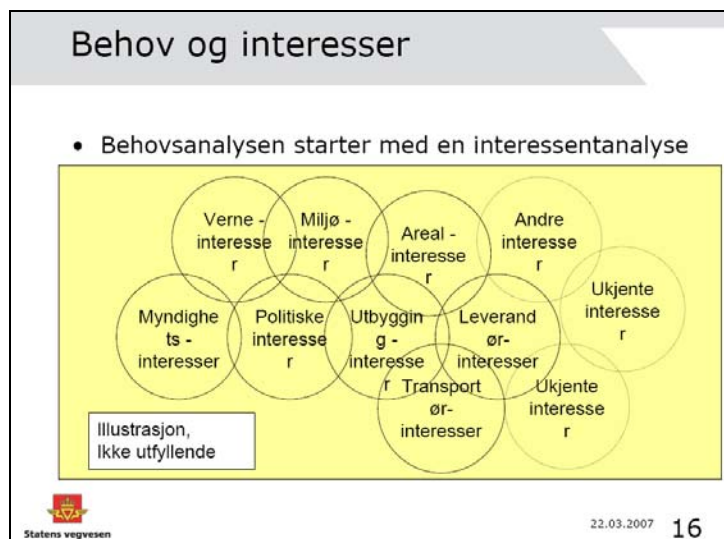 Behov og interesser
• Behovsanalysen starter med en interessentanalyse
Verne -
interesse
r
Miljø -
interesse
r
Areal -
interesse
r
Andre
interesse
r
Ukjente
interesse
r
Myndighe
ts -
interesser
Politiske
interesse
r
Utbyggin
g -
interesse
r
Leverand
ør-
interesser
Transport
ør-
interesser
Ukjente
interesse
r
Illustrasjon,
Ikke utfyllende
Statens vegvesen
22.03.2007
16